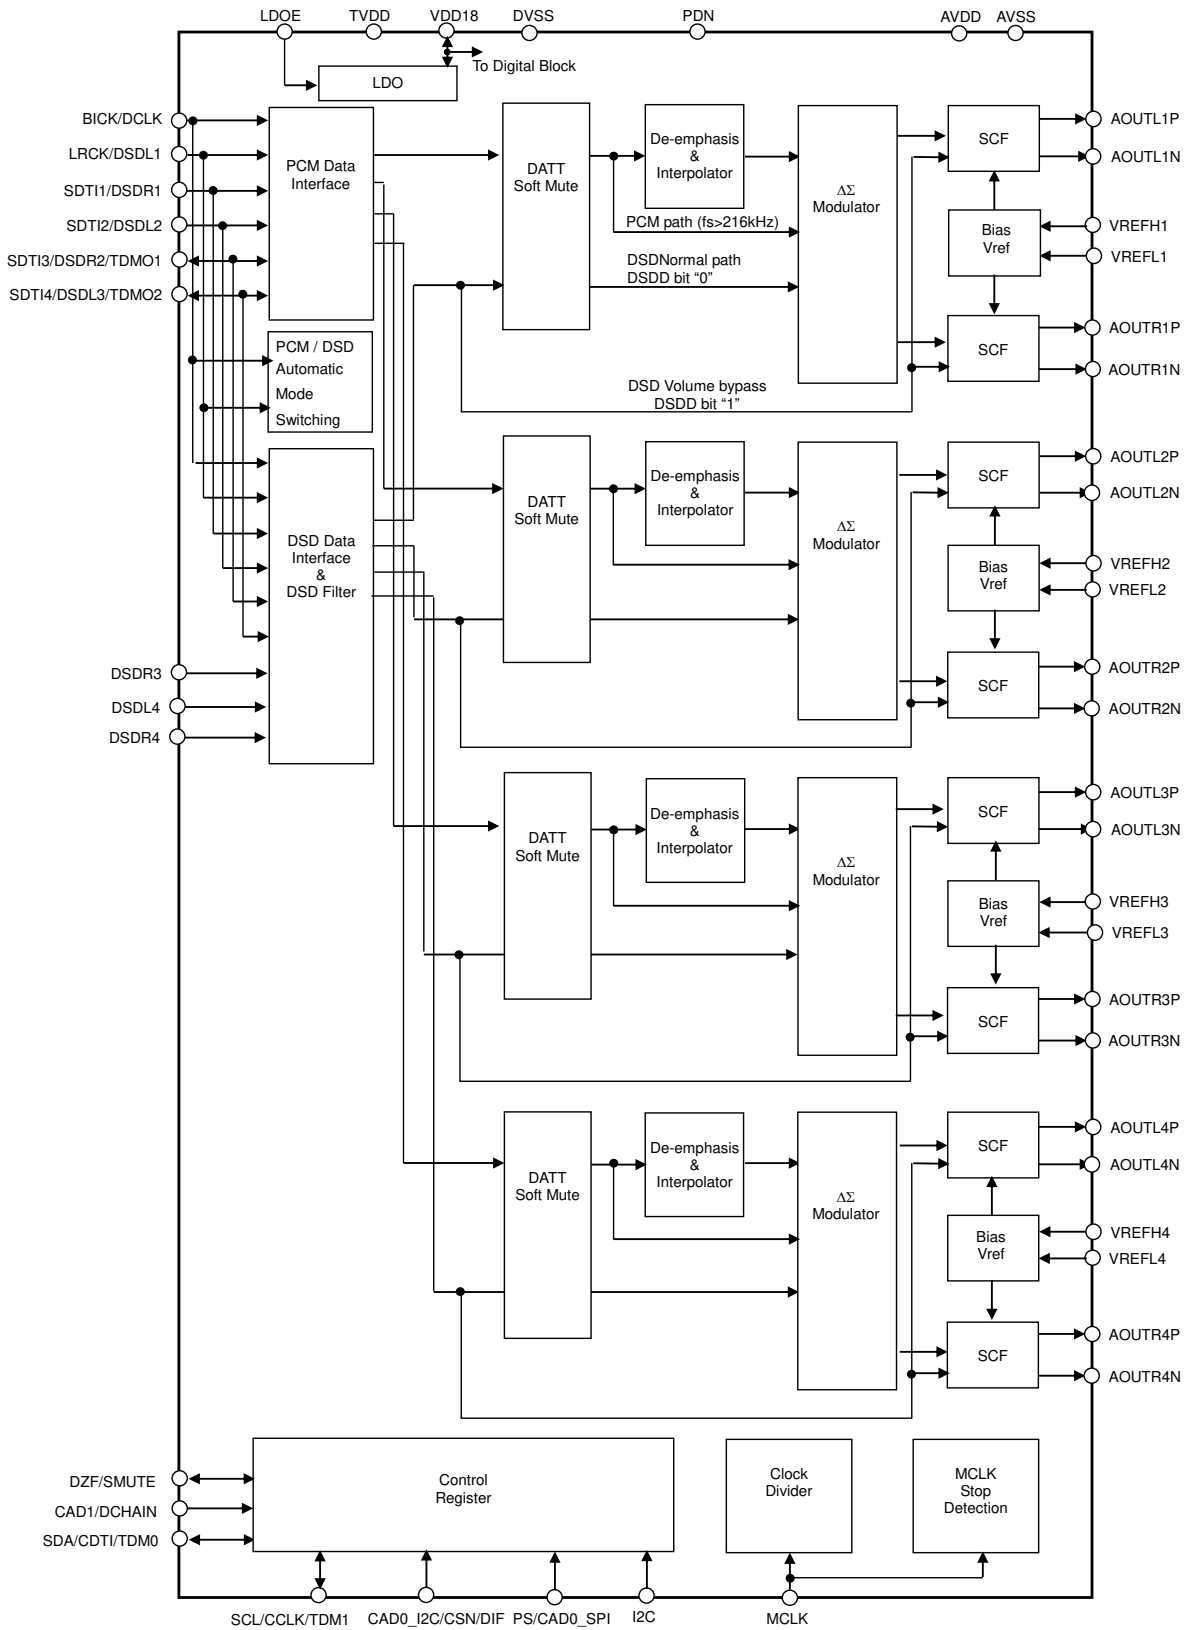 LDOE
TVDD
VDD18
DVSS
PDN
AVDD
AVSS
To Digital Block
LDO
BICK/DCLK
LRCK/DSDL1
SDTI1/DSDR1
SDTI2/DSDL2
SDTI3/DSDR2/TDMO1
SDTI4/DSDL3/TDMO2
PCM Data
Interface
DATT
Soft Mute
De-emphasis
&
Interpolator
PCM path (fs>216kHz)
DSDNormal path
DSDD bit “0”
ΔΣ
Modulator
SCF
Bias
Vref
SCF
AOUTL1P
AOUTL1N
VREFH1
VREFL1
AOUTR1P
AOUTR1N
PCM / DSD
Automatic
Mode
Switching
DSD Volume bypass
DSDD bit “1”
DSD Data
Interface
&
DSD Filter
DSDR3
DSDL4
DSDR4
DATT
Soft Mute
De-emphasis
&
Interpolator
ΔΣ
Modulator
SCF
Bias
Vref
SCF
AOUTL2P
AOUTL2N
VREFH2
VREFL2
AOUTR2P
AOUTR2N
DATT
Soft Mute
De-emphasis
&
Interpolator
ΔΣ
Modulator
SCF
Bias
Vref
SCF
AOUTL3P
AOUTL3N
VREFH3
VREFL3
AOUTR3P
AOUTR3N
DATT
Soft Mute
De-emphasis
&
Interpolator
ΔΣ
Modulator
SCF
Bias
Vref
SCF
AOUTL4P
AOUTL4N
VREFH4
VREFL4
AOUTR4P
AOUTR4N
DZF/SMUTE
CAD1/DCHAIN
SDA/CDTI/TDM0
Control
Register
Clock
Divider
MCLK
Stop
Detection
SCL/CCLK/TDM1
CAD0_I2C/CSN/DIF
PS/CAD0_SPI
I2C
MCLK